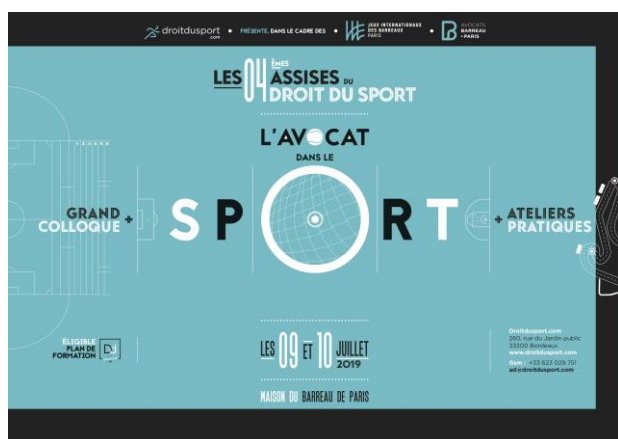 droitdusport
.com
PRÉSENTE, DANS LE CADRE DES
JEUX INTERNATIONAUX
DES BARREAUX
PARIS
AVOCATS
BARREAU
PARIS
LES 04 ÈMES
ASSISES DU
DROIT DU SPORT
L'AVOCAT
DANS LE
SPORT
GRAND +
COLLOQUE
+ ATELIERS
PRATIQUES
ÉLIGIBLE
PLAN DE
FORMATION
LES 09 ET 10 JUILLET
2019
MAISON DU BARREAU DE PARIS
Droitdusport.com
260, rue du Jardin public
33300 Bordeaux
www.droitdusport.com
+33 623 029 751
ad@droitdusport.com